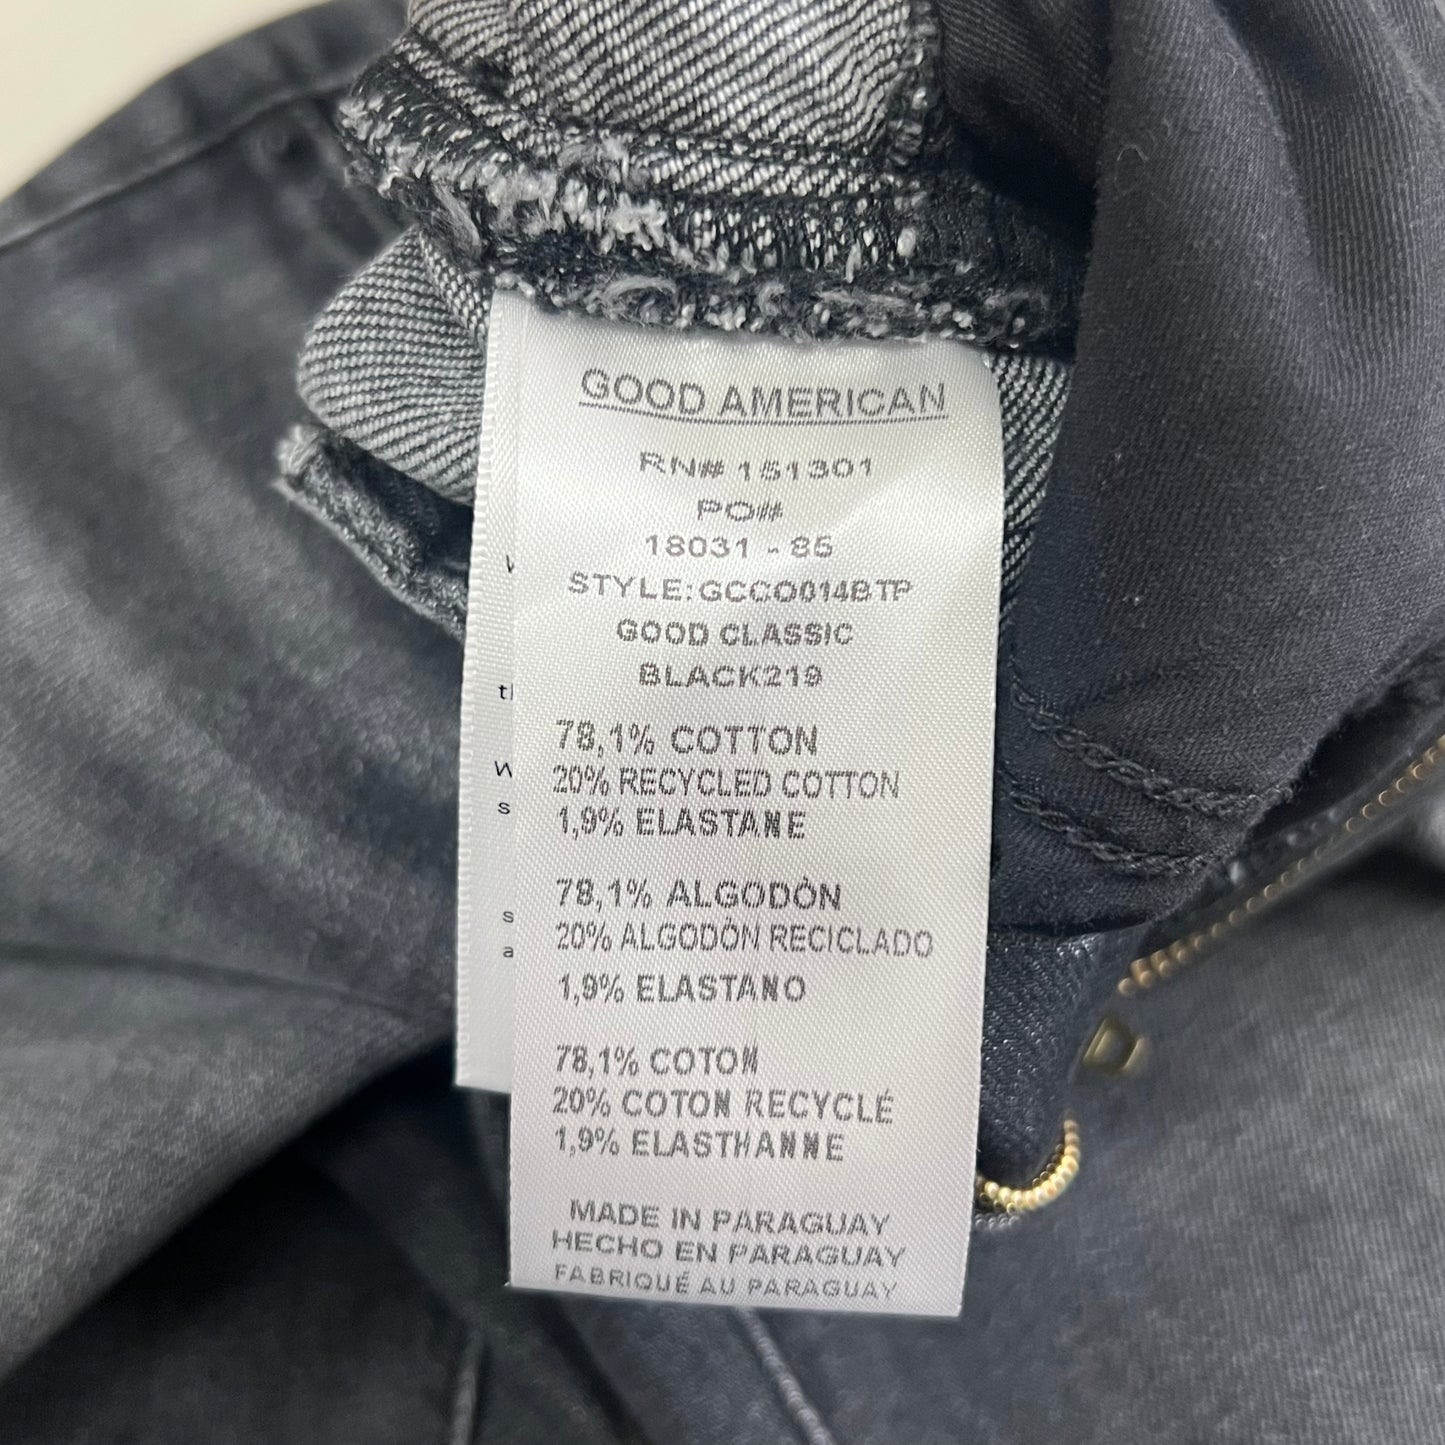 GOOD AMERICAN
RN# 151301
PO#
18031 - 85
STYLE:GCCO014BTP
GOOD CLASSIC
BLACK219
78,1% COTTON
20% RECYCLED COTTON
1,9% ELASTANE
78,1% ALGODÒN
20% ALGODÒN RECICLADO
1,9% ELASTANO
78,1% COTON
20% COTON RECYCLÉ
1,9% ELASTHANNE
MADE IN PARAGUAY
HECHO EN PARAGUAY
FABRIQUÉ AU PARAGUAY